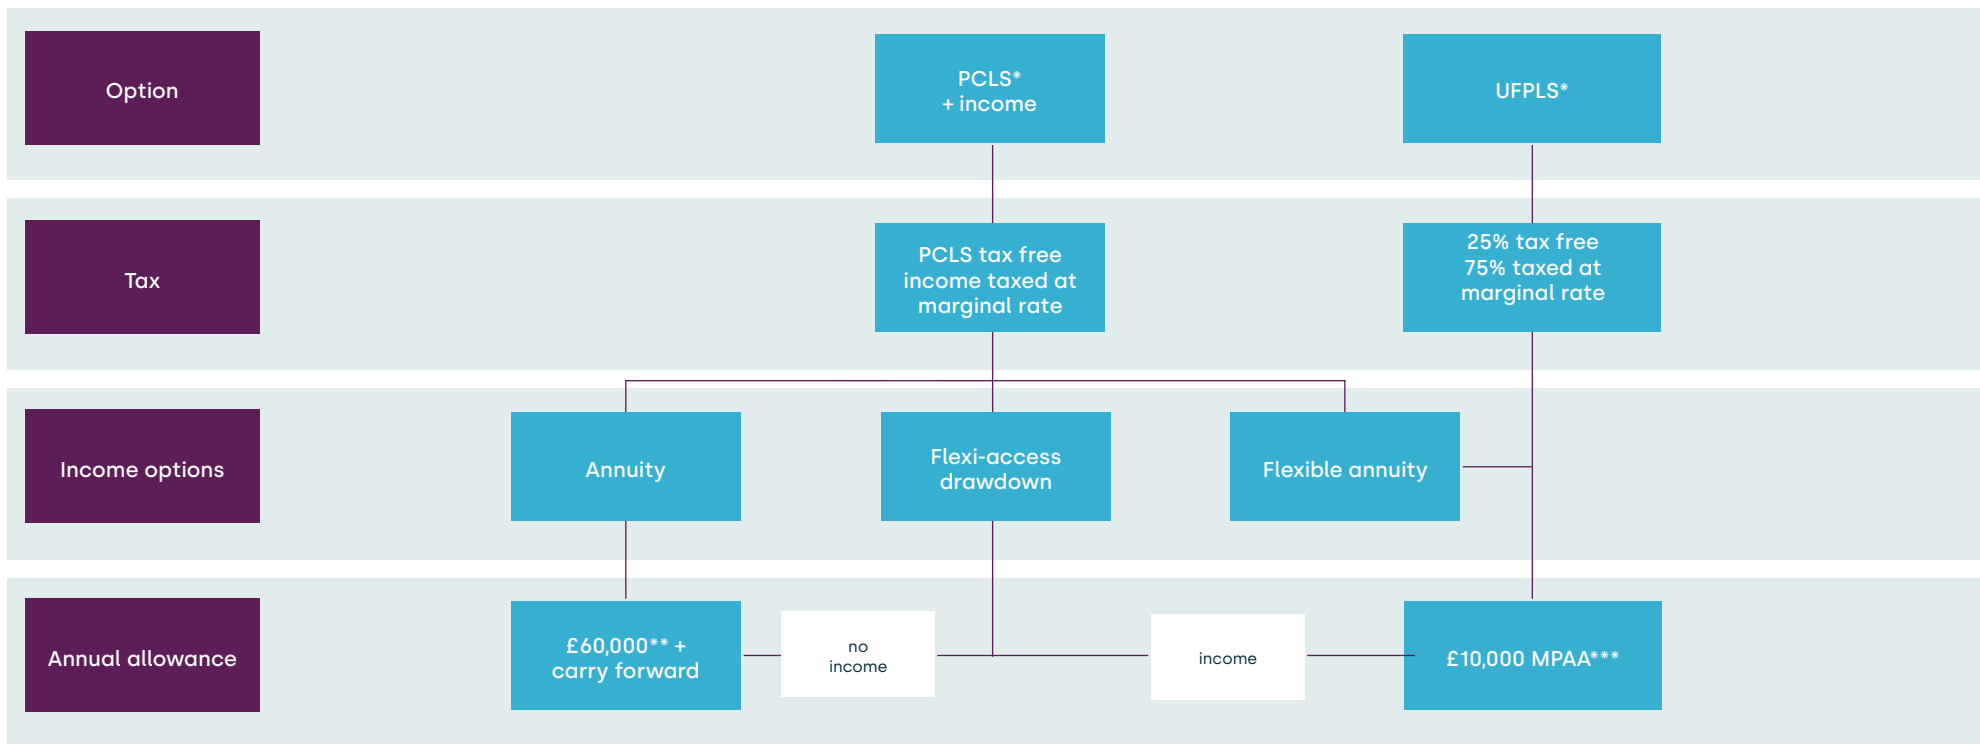 Option
PCLS*
+ income
UFPLS*
Tax
PCLS tax free
income taxed at
marginal rate
25% tax free
75% taxed at
marginal rate
Income options
Annuity
Flexi-access
drawdown
Flexible annuity
Annual allowance
£60,000** +
carry forward
no
income
income
£10,000 MPAA***